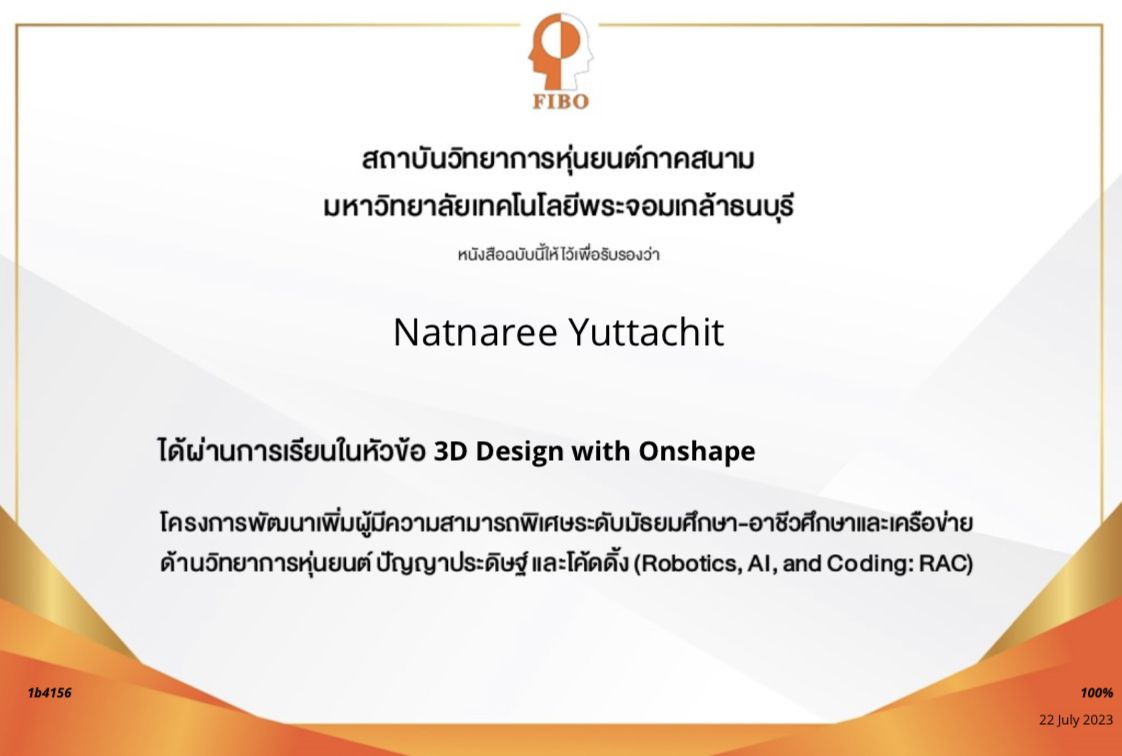 FIBO
สถาบันวิทยาการหุ่นยนต์ภาคสนาม
มหาวิทยาลัยเทคโนโลยีพระจอมเกล้าธนบุรี
หนังสือฉบับนี้ให้ไว้เพื่อรับรองว่า
Natnaree Yuttachit
ได้ผ่านการเรียนในหัวข้อ 3D Design with Onshape
โครงการพัฒนาเพิ่มผู้มีความสามารถพิเศษระดับมัธยมศึกษา-อาชีวศึกษาและเครือข่าย
ด้านวิทยาการหุ่นยนต์ ปัญญาประดิษฐ์ และโค้ดดิ้ง (Robotics, AI, and Coding: RAC)
1b4156
100%
22 July 2023